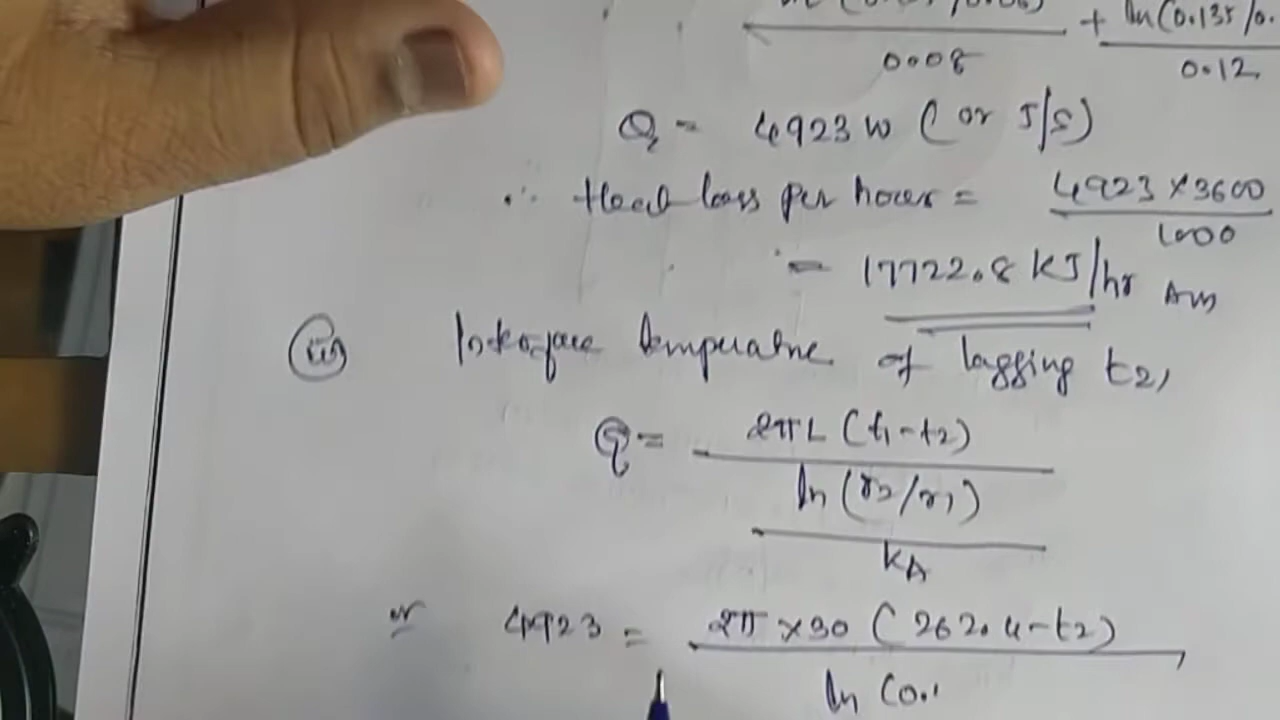 + ln(0.135/0.
0.08 0.12
Q = 4923 W (or J/S)
∴ Heat loss per hour = 4923 × 3600
1000
= 17722.8 kJ/hr Ans
(iii) Interface temperature of lagging t2,
Q = 2πL (t1-t2)
ln (r2/r1)
kA
or 4923 = 2π × 90 (262.4-t2)
ln (0.1